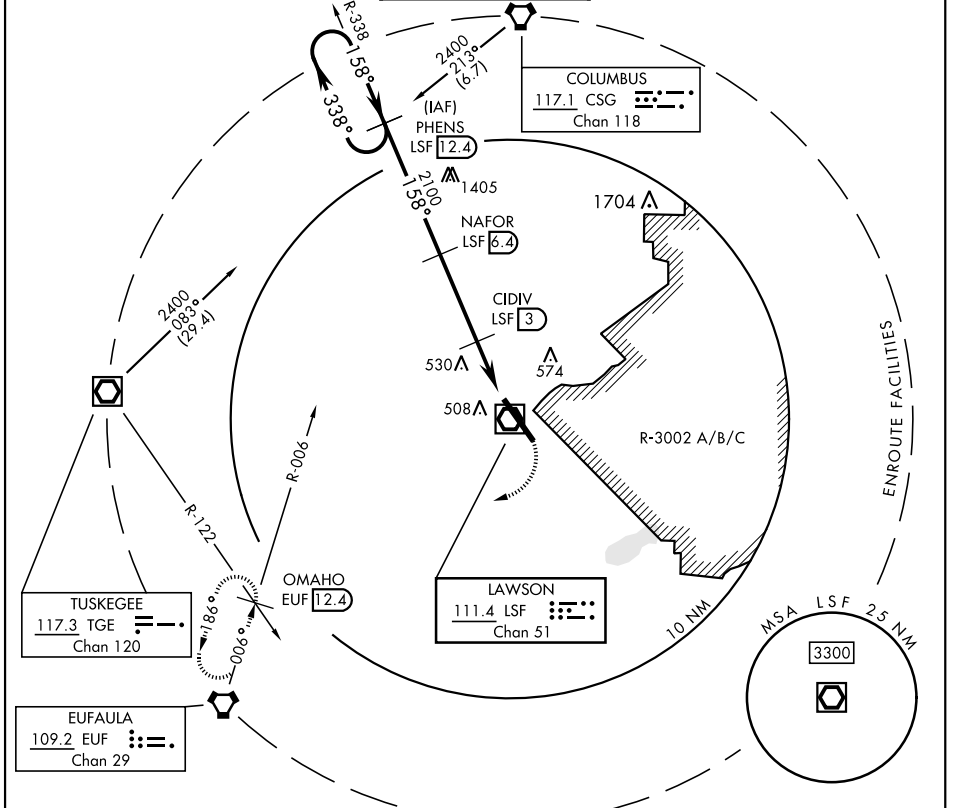 R-338
158°
338°
2400
213°
(6.7)
COLUMBUS
117.1 CSG
Chan 118
(IAF)
PHENS
LSF 12.4
1405
2100
158°
1704
NAFOR
LSF 6.4
CIDIV
LSF 3
2400
083°
(29.4)
530
574
508
R-3002 A/B/C
ENROUTE FACILITIES
R-006
R-122
OMAHO
EUF 12.4
186°
006°
TUSKEGEE
117.3 TGE
Chan 120
LAWSON
111.4 LSF
Chan 51
10 NM
EUFAULA
109.2 EUF
Chan 29
MSA LSF 25 NM
3300